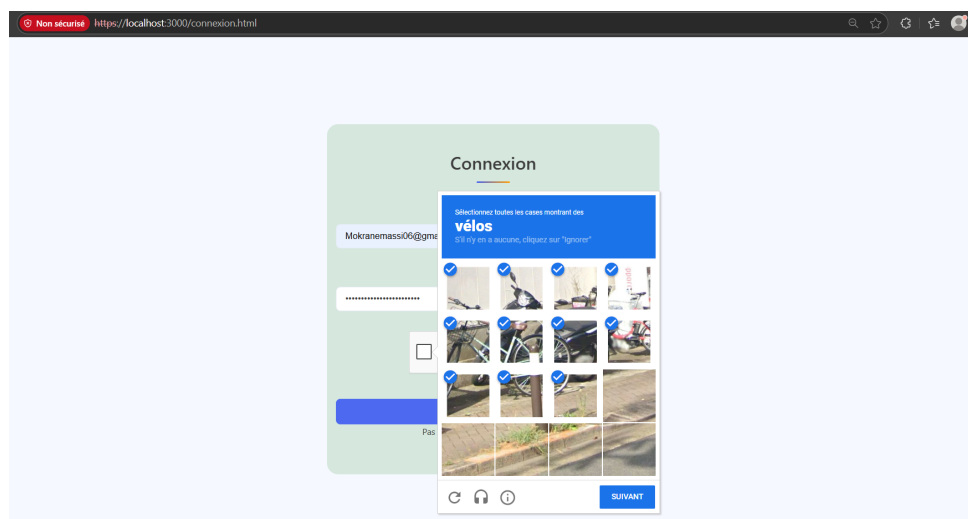 Non sécurisé https://localhost:3000/connexion.html
Connexion
Sélectionnez toutes les cases montrant des
vélos
S'il n'y en a aucune, cliquez sur "Ignorer"
Mokranemassi06@gma
Pas
SUIVANT